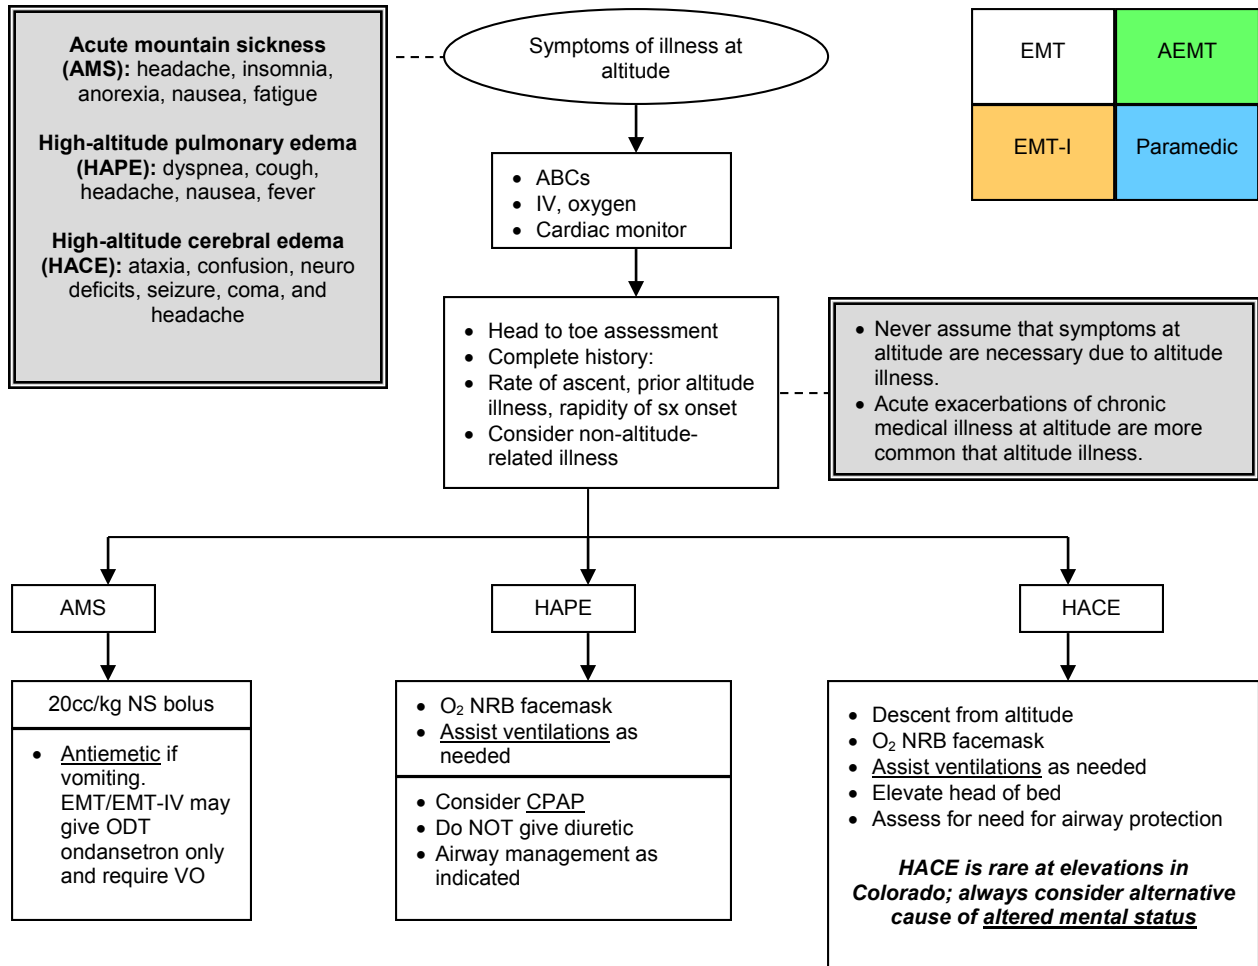 Acute mountain sickness
(AMS): headache, insomnia,
anorexia, nausea, fatigue
High-altitude pulmonary edema
(HAPE): dyspnea, cough,
headache, nausea, fever
High-altitude cerebral edema
(HACE): ataxia, confusion, neuro
deficits, seizure, coma, and
headache
Symptoms of illness at
altitude
EMT
AEMT
EMT-I
Paramedic
• ABCs
• IV, oxygen
• Cardiac monitor
• Head to toe assessment
• Complete history:
• Rate of ascent, prior altitude
illness, rapidity of sx onset
• Consider non-altitude-
related illness
• Never assume that symptoms at
altitude are necessary due to altitude
illness.
• Acute exacerbations of chronic
medical illness at altitude are more
common that altitude illness.
AMS
20cc/kg NS bolus
• Antiemetic if
vomiting.
EMT/EMT-IV may
give ODT
ondansetron only
and require VO
HAPE
• O₂ NRB facemask
• Assist ventilations as
needed
• Consider CPAP
• Do NOT give diuretic
• Airway management as
indicated
HACE
• Descent from altitude
• O₂ NRB facemask
• Assist ventilations as needed
• Elevate head of bed
• Assess for need for airway protection
HACE is rare at elevations in
Colorado; always consider alternative
cause of altered mental status